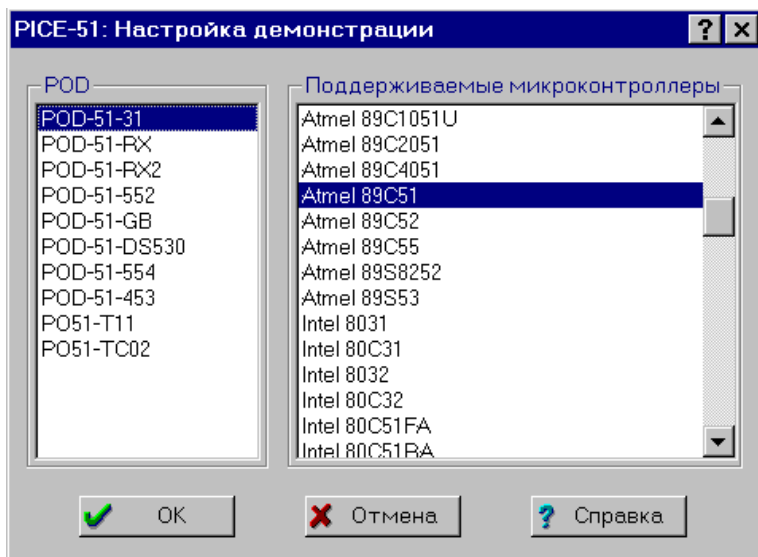 PICE-51: Настройка демонстрации
POD
POD-51-31
POD-51-RX
POD-51-RX2
POD-51-552
POD-51-GB
POD-51-DS530
POD-51-554
POD-51-453
PO51-T11
PO51-TC02
Поддерживаемые микроконтроллеры
Atmel 89C1051U
Atmel 89C2051
Atmel 89C4051
Atmel 89C51
Atmel 89C52
Atmel 89C55
Atmel 89S8252
Atmel 89S53
Intel 8031
Intel 80C31
Intel 8032
Intel 80C32
Intel 80C51FA
Intel 80C51RA
OK
Отмена
Справка